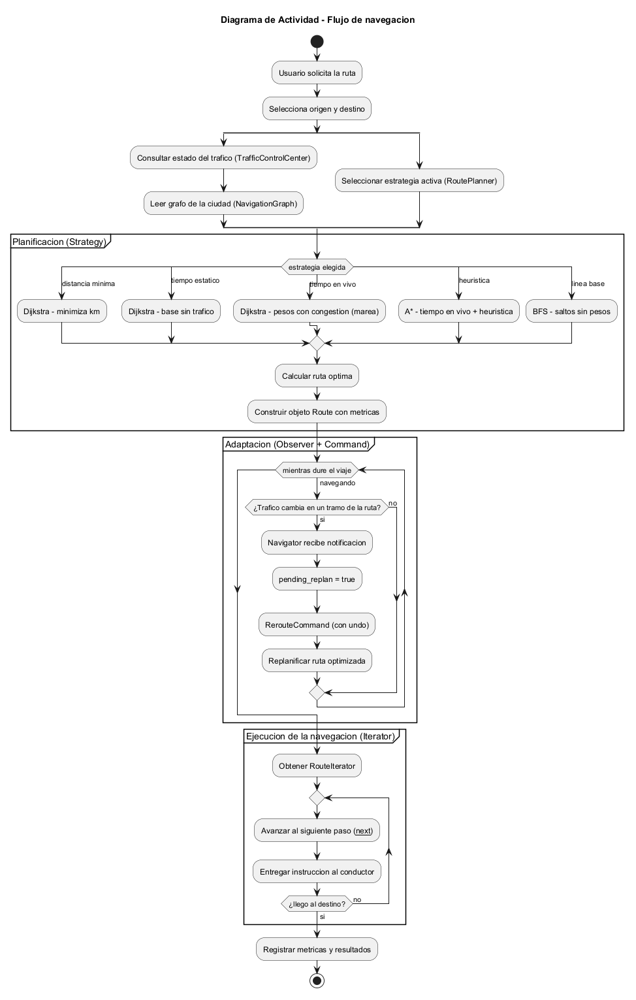 Diagrama de Actividad - Flujo de navegacion
Usuario solicita la ruta
Selecciona origen y destino
Consultar estado del trafico (TrafficControlCenter)
Seleccionar estrategia activa (RoutePlanner)
Leer grafo de la ciudad (NavigationGraph)
Planificacion (Strategy)
estrategia elegida
distancia minima
tiempo estatico
tiempo en vivo
heuristica
linea base
Dijkstra - minimiza km
Dijkstra - base sin trafico
Dijkstra - pesos con congestion (marea)
A* - tiempo en vivo + heuristica
BFS - saltos sin pesos
Calcular ruta optima
Construir objeto Route con metricas
Adaptacion (Observer + Command)
mientras dure el viaje
navegando
¿Trafico cambia en un tramo de la ruta?
no
si
Navigator recibe notificacion
pending_replan = true
RerouteCommand (con undo)
Replanificar ruta optimizada
Ejecucion de la navegacion (Iterator)
Obtener RouteIterator
Avanzar al siguiente paso (next)
Entregar instruccion al conductor
¿llego al destino?
no
si
Registrar metricas y resultados